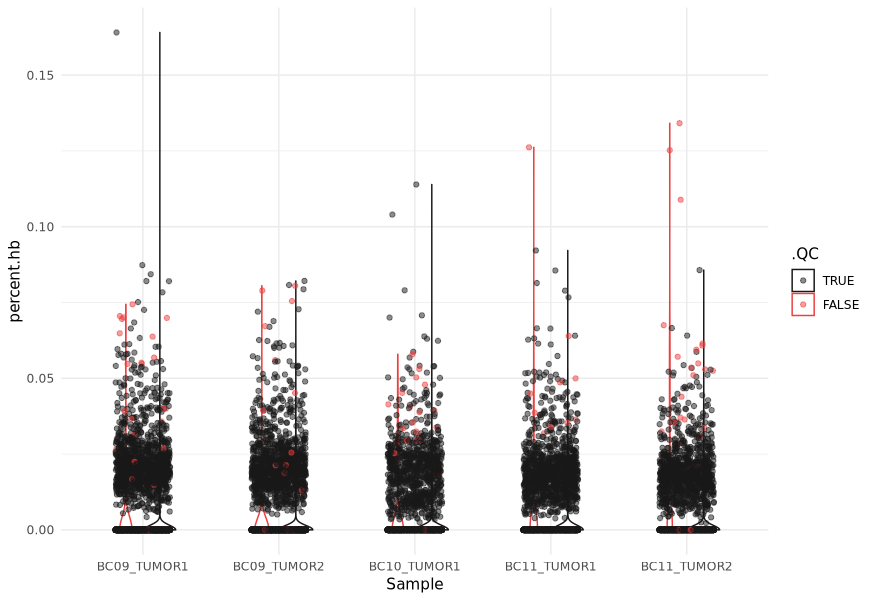 0.15
0.10
0.05
0.00
percent.hb
BC09_TUMOR1 BC09_TUMOR2 BC10_TUMOR1 BC11_TUMOR1 BC11_TUMOR2
Sample
.QC
TRUE
FALSE